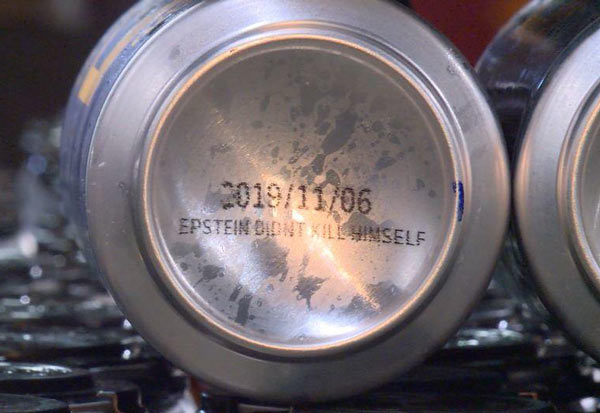 2019/11/06
EPSTEIN DIDNT KILL HIMSELF